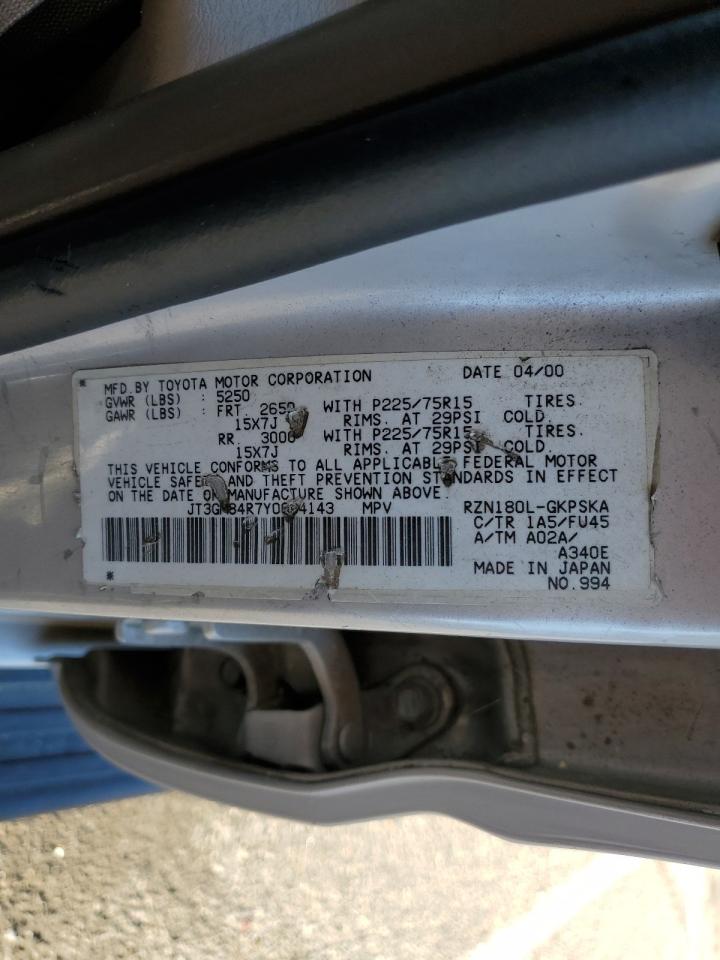 MFD.BY TOYOTA MOTOR CORPORATION DATE 04/00
GVWR (LBS) : 5250
GAWR (LBS) : FRT. 2650 WITH P225/75R15 TIRES.
15X7J RIMS. AT 29PSI COLD.
RR. 3000 WITH P225/75R15 TIRES.
15X7J RIMS. AT 29PSI COLD.
THIS VEHICLE CONFORMS TO ALL APPLICABLE FEDERAL MOTOR
VEHICLE SAFETY AND THEFT PREVENTION STANDARDS IN EFFECT
ON THE DATE OF MANUFACTURE SHOWN ABOVE.
MPV RZN180L-GKPSKA
C/TR 1A5/FU45
A/TM A02A/
A340E
MADE IN JAPAN
NO.994